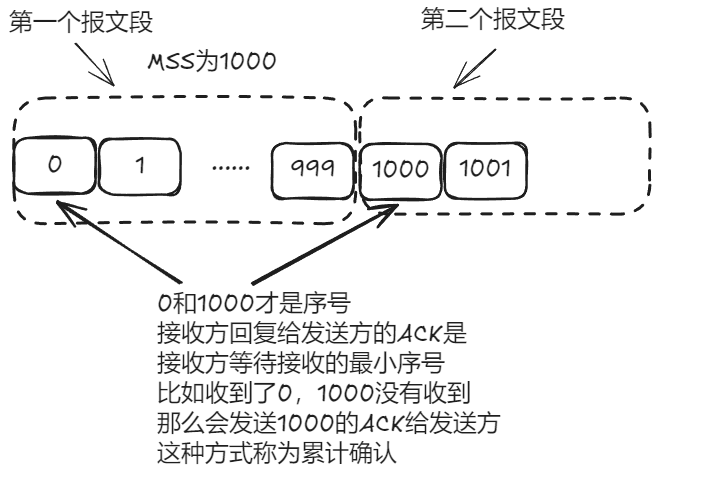 第一个报文段
第二个报文段
MSS为1000
0 1 ...... 999 1000 1001
0和1000才是序号
接收方回复给发送方的ACK是
接收方等待接收的最小序号
比如收到了0，1000没有收到
那么会发送1000的ACK给发送方
这种方式称为累计确认